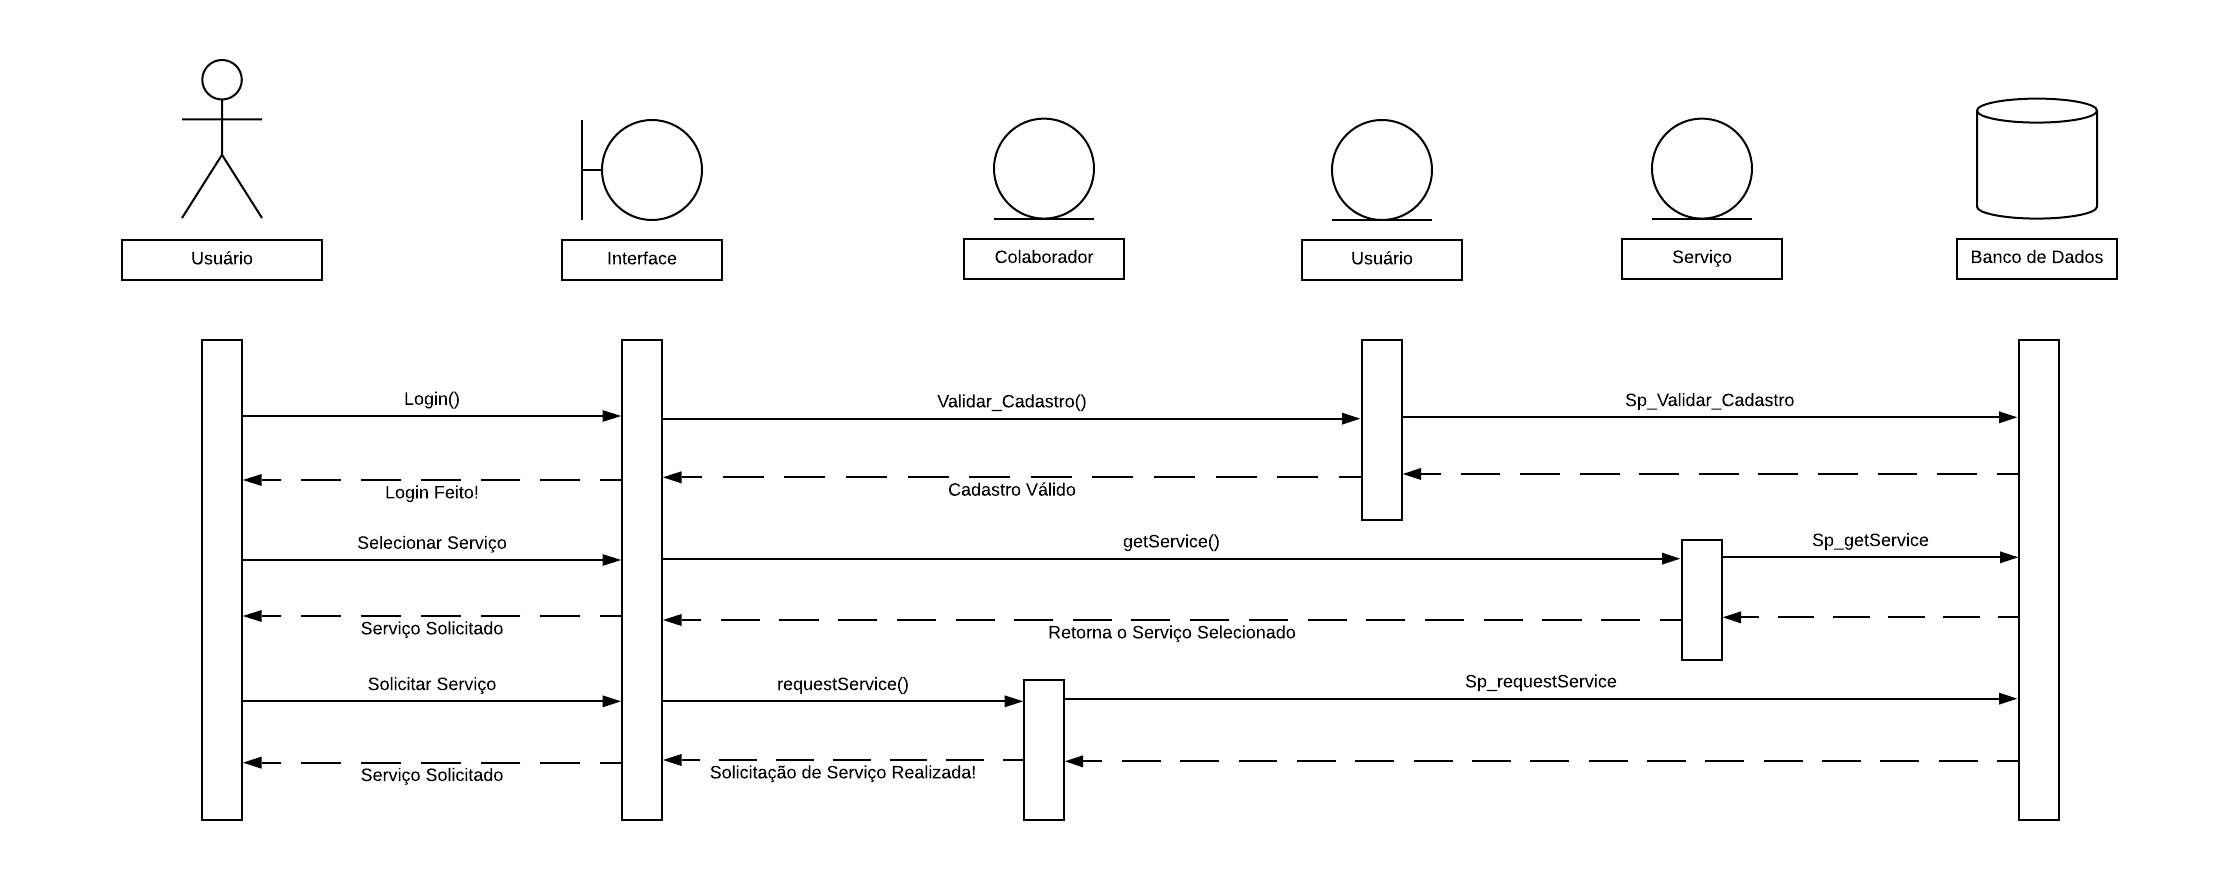 Usuário
Interface
Colaborador
Usuário
Serviço
Banco de Dados
Login()
Validar_Cadastro()
Sp_Validar_Cadastro
Login Feito!
Cadastro Válido
Selecionar Serviço
getService()
Sp_getService
Serviço Solicitado
Retorna o Serviço Selecionado
Solicitar Serviço
requestService()
Sp_requestService
Serviço Solicitado
Solicitação de Serviço Realizada!